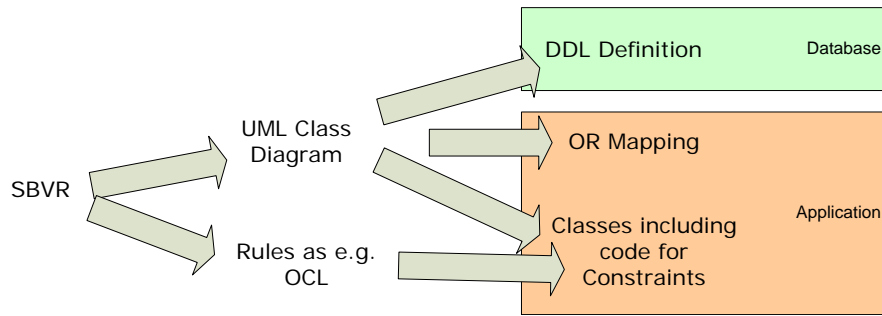 DDL Definition
Database
UML Class
Diagram
OR Mapping
SBVR
Application
Rules as e.g.
OCL
Classes including
code for
Constraints